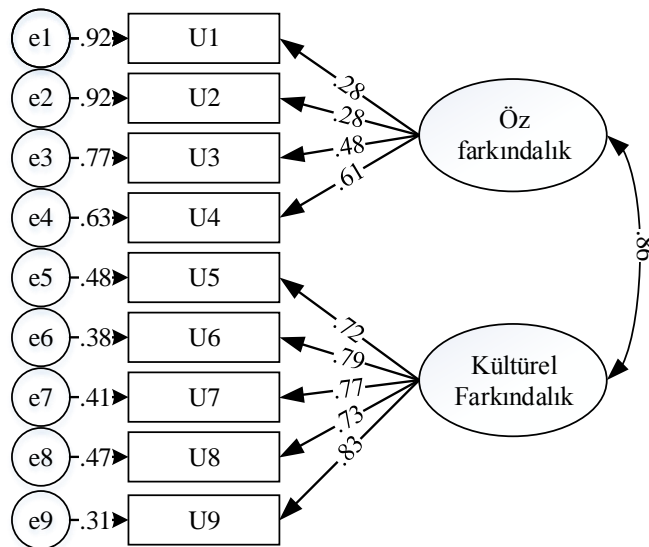 e1 .92 U1
.28
e2 .92 U2
.28
Öz
farkındalık
e3 .77 U3
.48
e4 .63 U4
.61
.86
e5 .48 U5
.72
e6 .38 U6
.79
Kültürel
Farkındalık
e7 .41 U7
.77
e8 .47 U8
.73
e9 .31 U9
.83